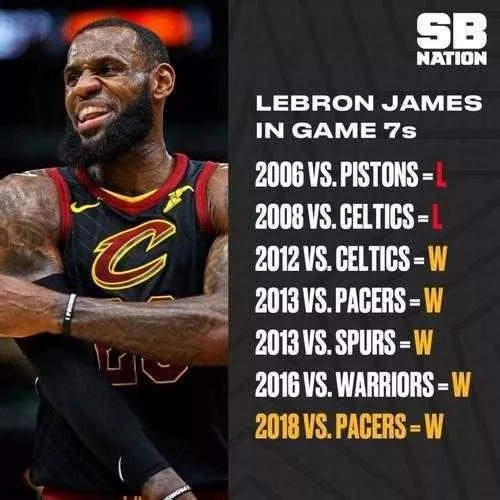 SB
NATION
LEBRON JAMES
IN GAME 7s
2006 VS. PISTONS = L
2008 VS. CELTICS = L
2012 VS. CELTICS = W
2013 VS. PACERS = W
2013 VS. SPURS = W
2016 VS. WARRIORS = W
2018 VS. PACERS = W
C